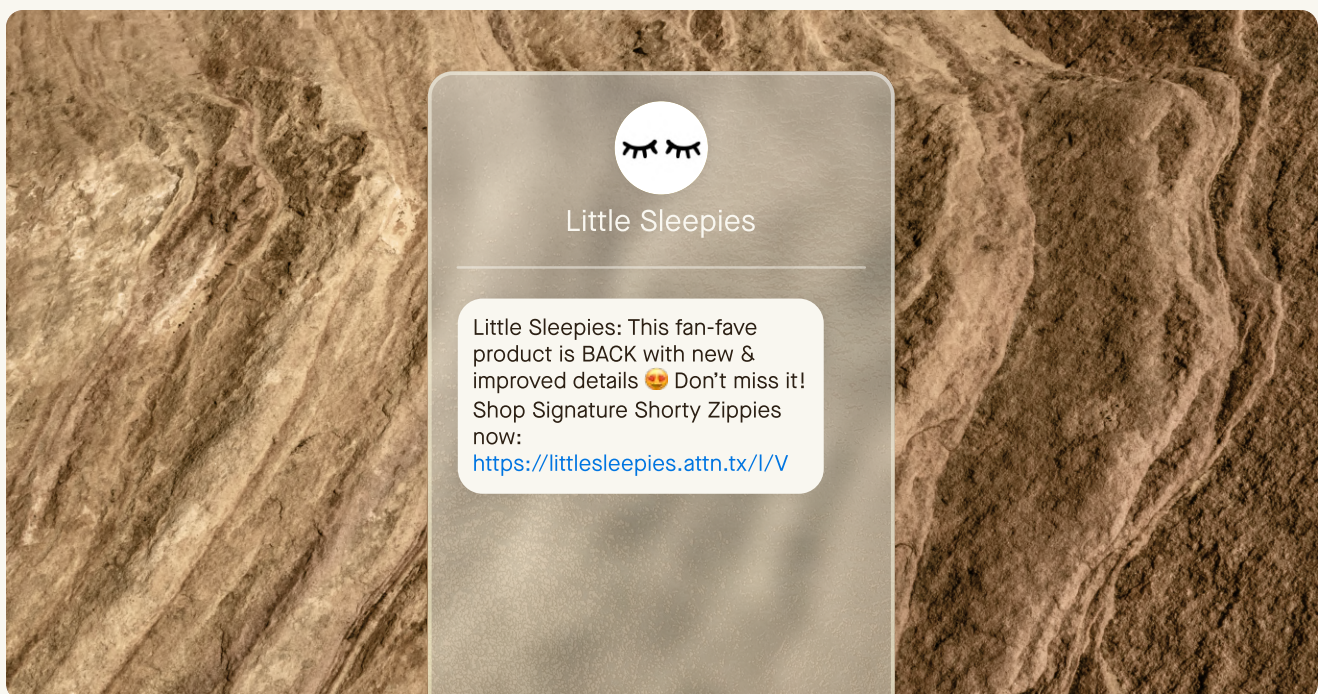 Little Sleepies
Little Sleepies: This fan-fave
product is BACK with new &
improved details 😍 Don’t miss it!
Shop Signature Shorty Zippies
now:
https://littlesleepies.attn.tx/l/V